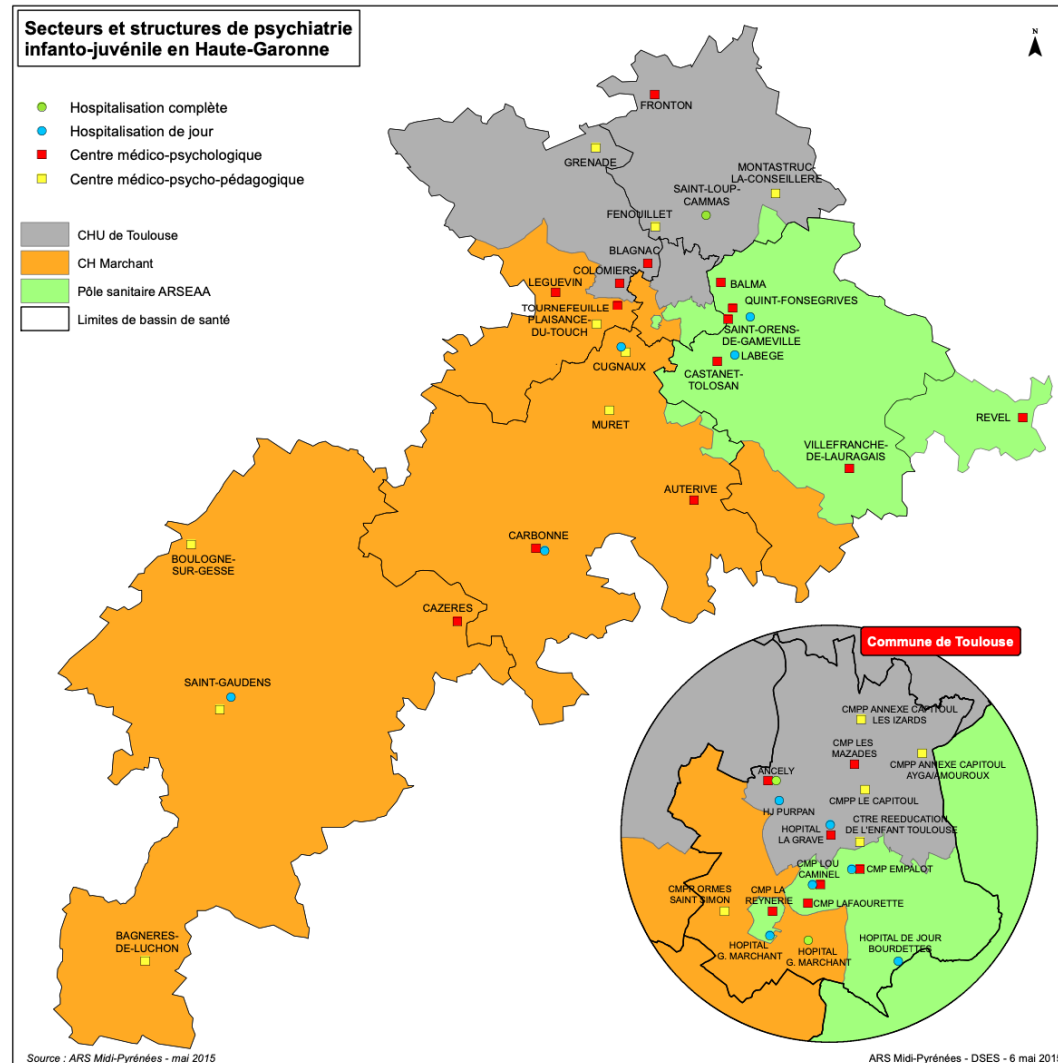 Secteurs et structures de psychiatrie
infanto-juvénile en Haute-Garonne
N
Hospitalisation complète
Hospitalisation de jour
Centre médico-psychologique
Centre médico-psycho-pédagogique
CHU de Toulouse
CH Marchant
Pôle sanitaire ARSEAA
Limites de bassin de santé
FRONTON
GRENADE
MONTASTRUC-
LA-CONSEILLERE
SAINT-LOUP-
CAMMAS
FENOUILLET
BLAGNAC
COLOMIERS
LEGUEVIN
BALMA
QUINT-FONSEGRIVES
TOURNEFEUILLE
PLAISANCE-
DU-TOUCH
SAINT-ORENS-
DE-GAMEVILLE
LABEGE
CUGNAUX
CASTANET-
TOLOSAN
REVEL
MURET
VILLEFRANCHE-
DE-LAURAGAIS
AUTERIVE
CARBONNE
BOULOGNE-
SUR-GESSE
CAZERES
SAINT-GAUDENS
BAGNERES-
DE-LUCHON
Commune de Toulouse
CMPP ANNEXE CAPITOUL
LES IZARDS
CMP LES
MAZADES
CMPP ANNEXE CAPITOUL
AYGA/AMOUROUX
ANCELY
CMPP LE CAPITOUL
HJ PURPAN
CTRE REEDUCATION
DE L'ENFANT TOULOUSE
HOPITAL
LA GRAVE
CMP LOU
CAMINEL
CMP EMPALOT
CMPP ORMES
SAINT SIMON
CMP LA
REYNERIE
CMP LAFAOURETTE
HOPITAL
G. MARCHANT
HOPITAL
G. MARCHANT
HOPITAL DE JOUR
BOURDETTES
Source : ARS Midi-Pyrénées - mai 2015
ARS Midi-Pyrénées - DSES - 6 mai 2015